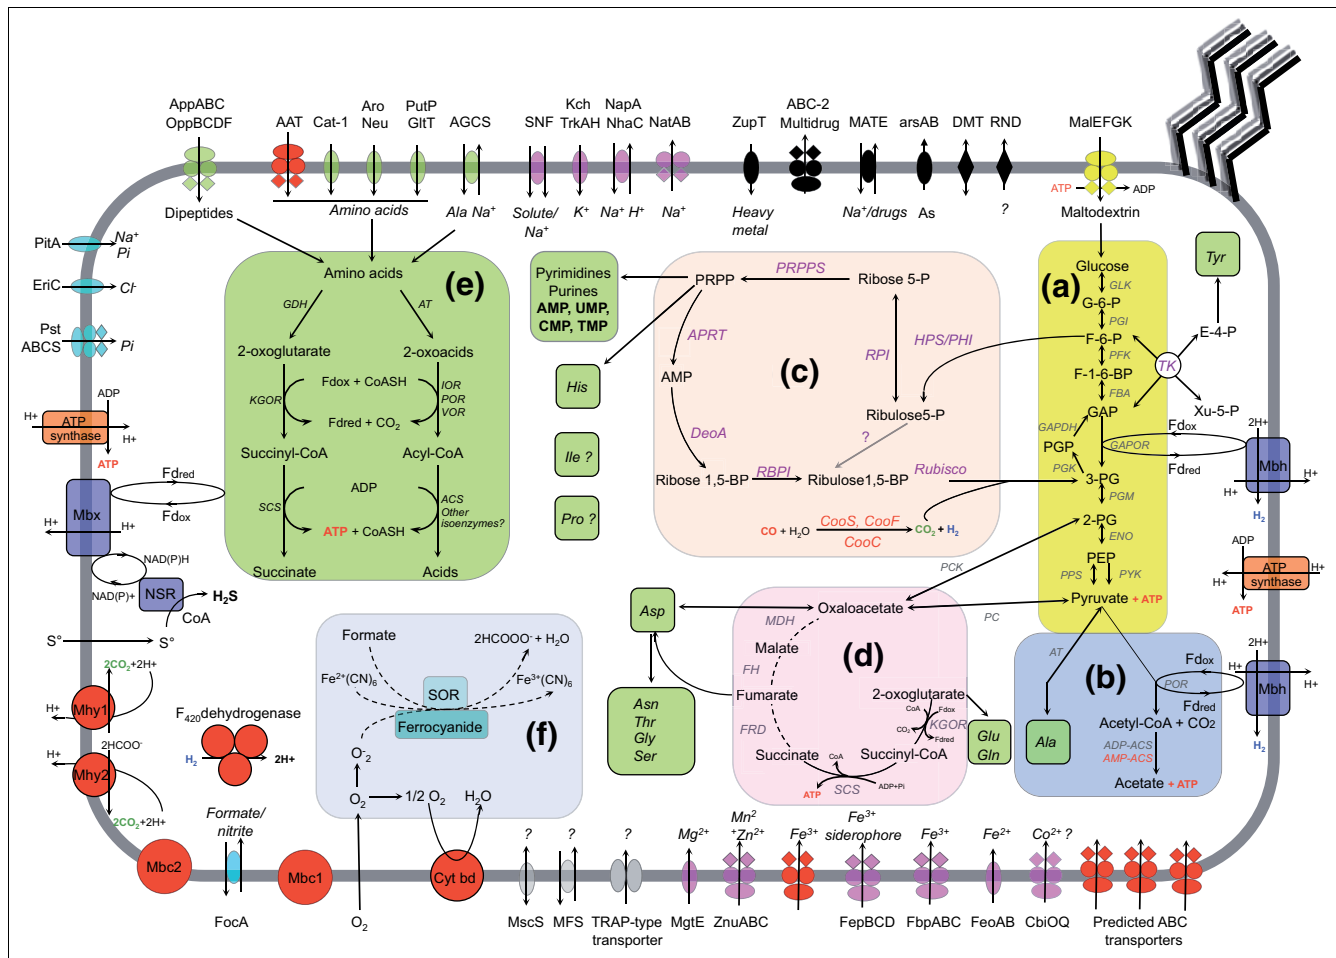 AppABC
OppBCDF
AAT
Cat-1
Aro
Neu
PutP
GltT
AGCS
SNF
Kch
TrkAH
NapA
NhaC
NatAB
ZupT
ABC-2
Multidrug
MATE
arsAB
DMT
RND
MalEFGK
ATP
ADP
Dipeptides
Amino acids
Ala Na+
Solute/
Na+
K+
Na+ H+
Na+
Heavy
metal
Na+/drugs
As
?
Maltodextrin
PitA
Na+
Pi
EriC
Cl-
Pst
ABCS
Pi
ADP
H+
ATP
synthase
H+
ATP
Mbx
Fdred
Fdox
H+
H+
NAD(P)H
NAD(P)+
NSR
CoA
H2S
S°
S°
2CO2+2H+
H+
Mhy1
2HCOO-
H+
Mhy2
2CO2+2H+
F420dehydrogenase
H2
2H+
Mbc2
Formate/
nitrite
FocA
Mbc1
O2
Cyt bd
(e)
Amino acids
GDH
AT
2-oxoglutarate
2-oxoacids
Fdox + CoASH
KGOR
IOR
POR
VOR
Fdred + CO2
Succinyl-CoA
Acyl-CoA
ADP
SCS
ACS
Other
isoenzymes?
ATP + CoASH
Succinate
Acids
Formate
2HCOOO- + H2O
Fe2+(CN)6
Fe3+(CN)6
SOR
Ferrocyanide
(f)
O-2
O2
1/2 O2
H2O
Pyrimidines
Purines
AMP, UMP,
CMP, TMP
His
Ile ?
Pro ?
PRPP
PRPPS
Ribose 5-P
APRT
RPI
HPS/PHI
(c)
AMP
Ribulose5-P
DeoA
?
Ribose 1,5-BP
RBPI
Ribulose1,5-BP
Rubisco
CO + H2O
CooS, CooF
CooC
CO2 + H2
(a)
Glucose
GLK
G-6-P
PGI
F-6-P
PFK
F-1-6-BP
FBA
GAP
GAPDH
GAPOR
PGP
PGK
3-PG
PGM
2-PG
ENO
PEP
PPS
PYK
Pyruvate + ATP
Tyr
E-4-P
TK
Xu-5-P
Fdox
Fdred
2H+
Mbh
H+
H+
H2
ADP
H+
ATP
synthase
H+
ATP
PCK
PC
Asp
Asn
Thr
Gly
Ser
Oxaloacetate
MDH
Malate
(d)
FH
Fumarate
2-oxoglutarate
CoA
Fdox
KGOR
CO2
Fdred
FRD
Succinate
Succinyl-CoA
CoA
SCS
ADP+Pi
ATP
Glu
Gln
AT
(b)
Ala
POR
Fdox
Fdred
2H+
H+
Mbh
H+
H2
Acetyl-CoA + CO2
ADP-ACS
AMP-ACS
Acetate + ATP
?
?
?
Mg2+
Mn2
+Zn2+
Fe3+
Fe3+
siderophore
Fe3+
Fe2+
Co2+ ?
MscS
MFS
TRAP-type
transporter
MgtE
ZnuABC
FepBCD
FbpABC
FeoAB
CbiOQ
Predicted ABC
transporters